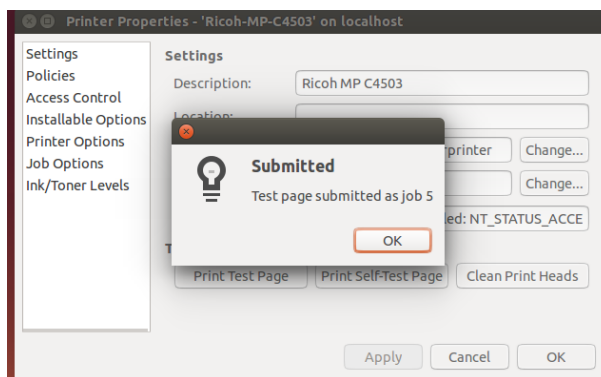 Printer Properties - 'Ricoh-MP-C4503' on localhost
Settings
Policies
Access Control
Installable Options
Printer Options
Job Options
Ink/Toner Levels
Settings
Description: Ricoh MP C4503
Location:
rprinter Change...
Change...
led: NT_STATUS_ACCE
Submitted
Test page submitted as job 5
OK
T
Print Test Page Print Self-Test Page Clean Print Heads
Apply Cancel OK